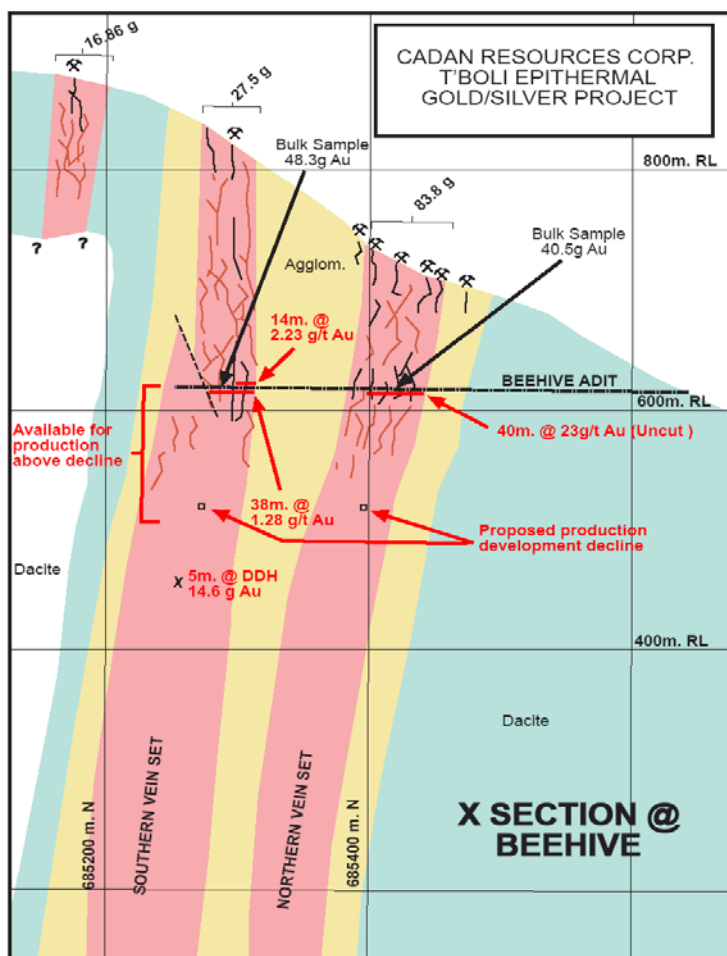 CADAN RESOURCES CORP.
T'BOLI EPITHERMAL
GOLD/SILVER PROJECT
16.86 g
27.5 g
Bulk Sample
48.3g Au
800m. RL
83.8 g
Bulk Sample
40.5g Au
Agglom.
? ?
14m. @
2.23 g/t Au
BEEHIVE ADIT
600m. RL
Available for
production
above decline
40m. @ 23g/t Au (Uncut )
38m. @
1.28 g/t Au
Proposed production
development decline
Dacite
X 5m. @ DDH
14.6 g Au
400m. RL
Dacite
685200 m. N
SOUTHERN VEIN SET
NORTHERN VEIN SET
685400 m. N
X SECTION @
BEEHIVE